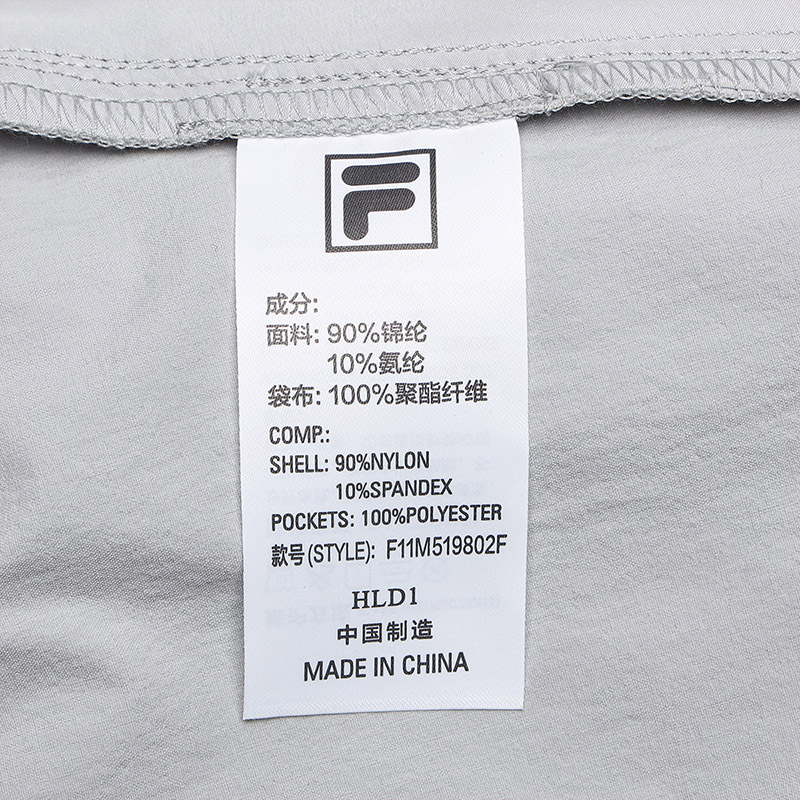 F
成分:
面料: 90%锦纶
10%氨纶
袋布: 100%聚酯纤维
COMP.:
SHELL: 90%NYLON
10%SPANDEX
POCKETS: 100%POLYESTER
款号(STYLE): F11M519802F
HLD1
中国制造
MADE IN CHINA